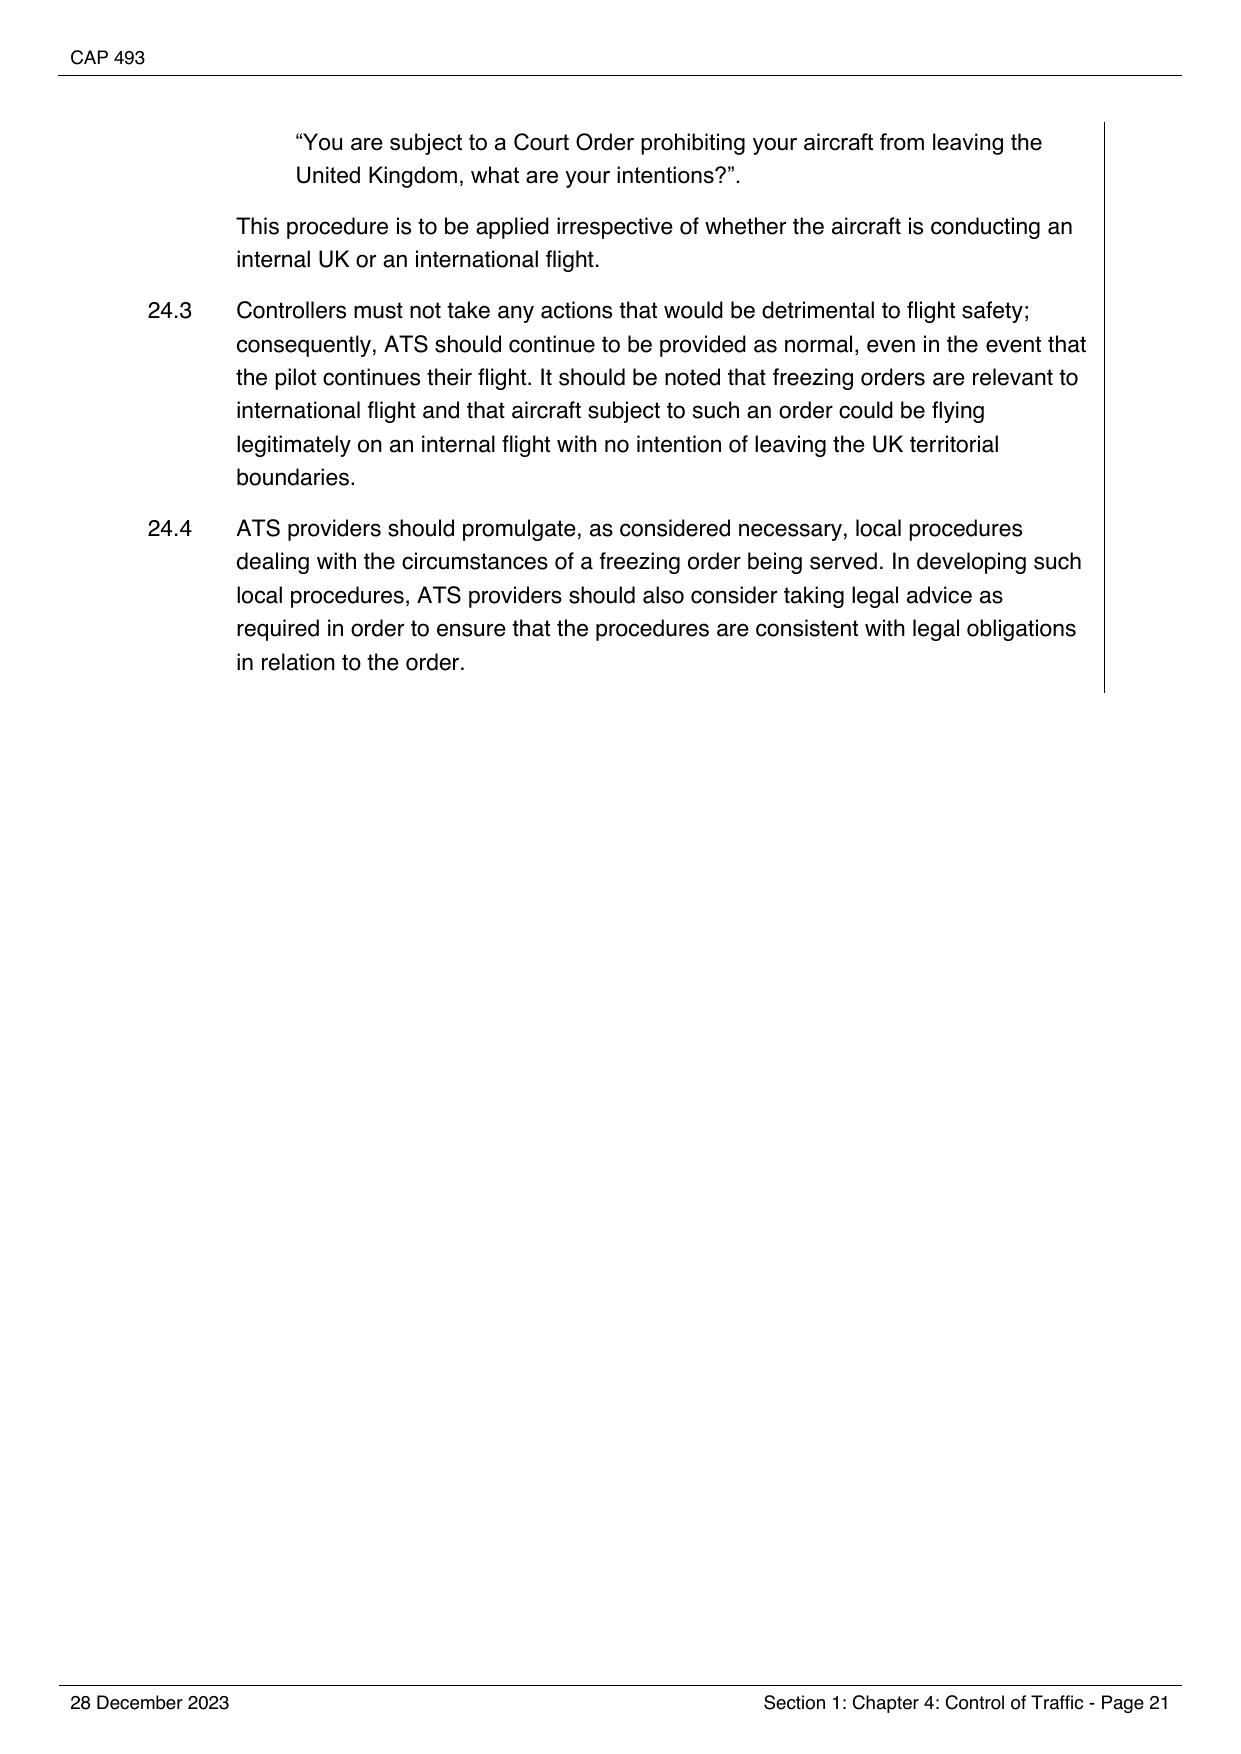 CAP 493
“You are subject to a Court Order prohibiting your aircraft from leaving the
United Kingdom, what are your intentions?”.
This procedure is to be applied irrespective of whether the aircraft is conducting an
internal UK or an international flight.
24.3 Controllers must not take any actions that would be detrimental to flight safety;
consequently, ATS should continue to be provided as normal, even in the event that
the pilot continues their flight. It should be noted that freezing orders are relevant to
international flight and that aircraft subject to such an order could be flying
legitimately on an internal flight with no intention of leaving the UK territorial
boundaries.
24.4 ATS providers should promulgate, as considered necessary, local procedures
dealing with the circumstances of a freezing order being served. In developing such
local procedures, ATS providers should also consider taking legal advice as
required in order to ensure that the procedures are consistent with legal obligations
in relation to the order.
28 December 2023 Section 1: Chapter 4: Control of Traffic - Page 21